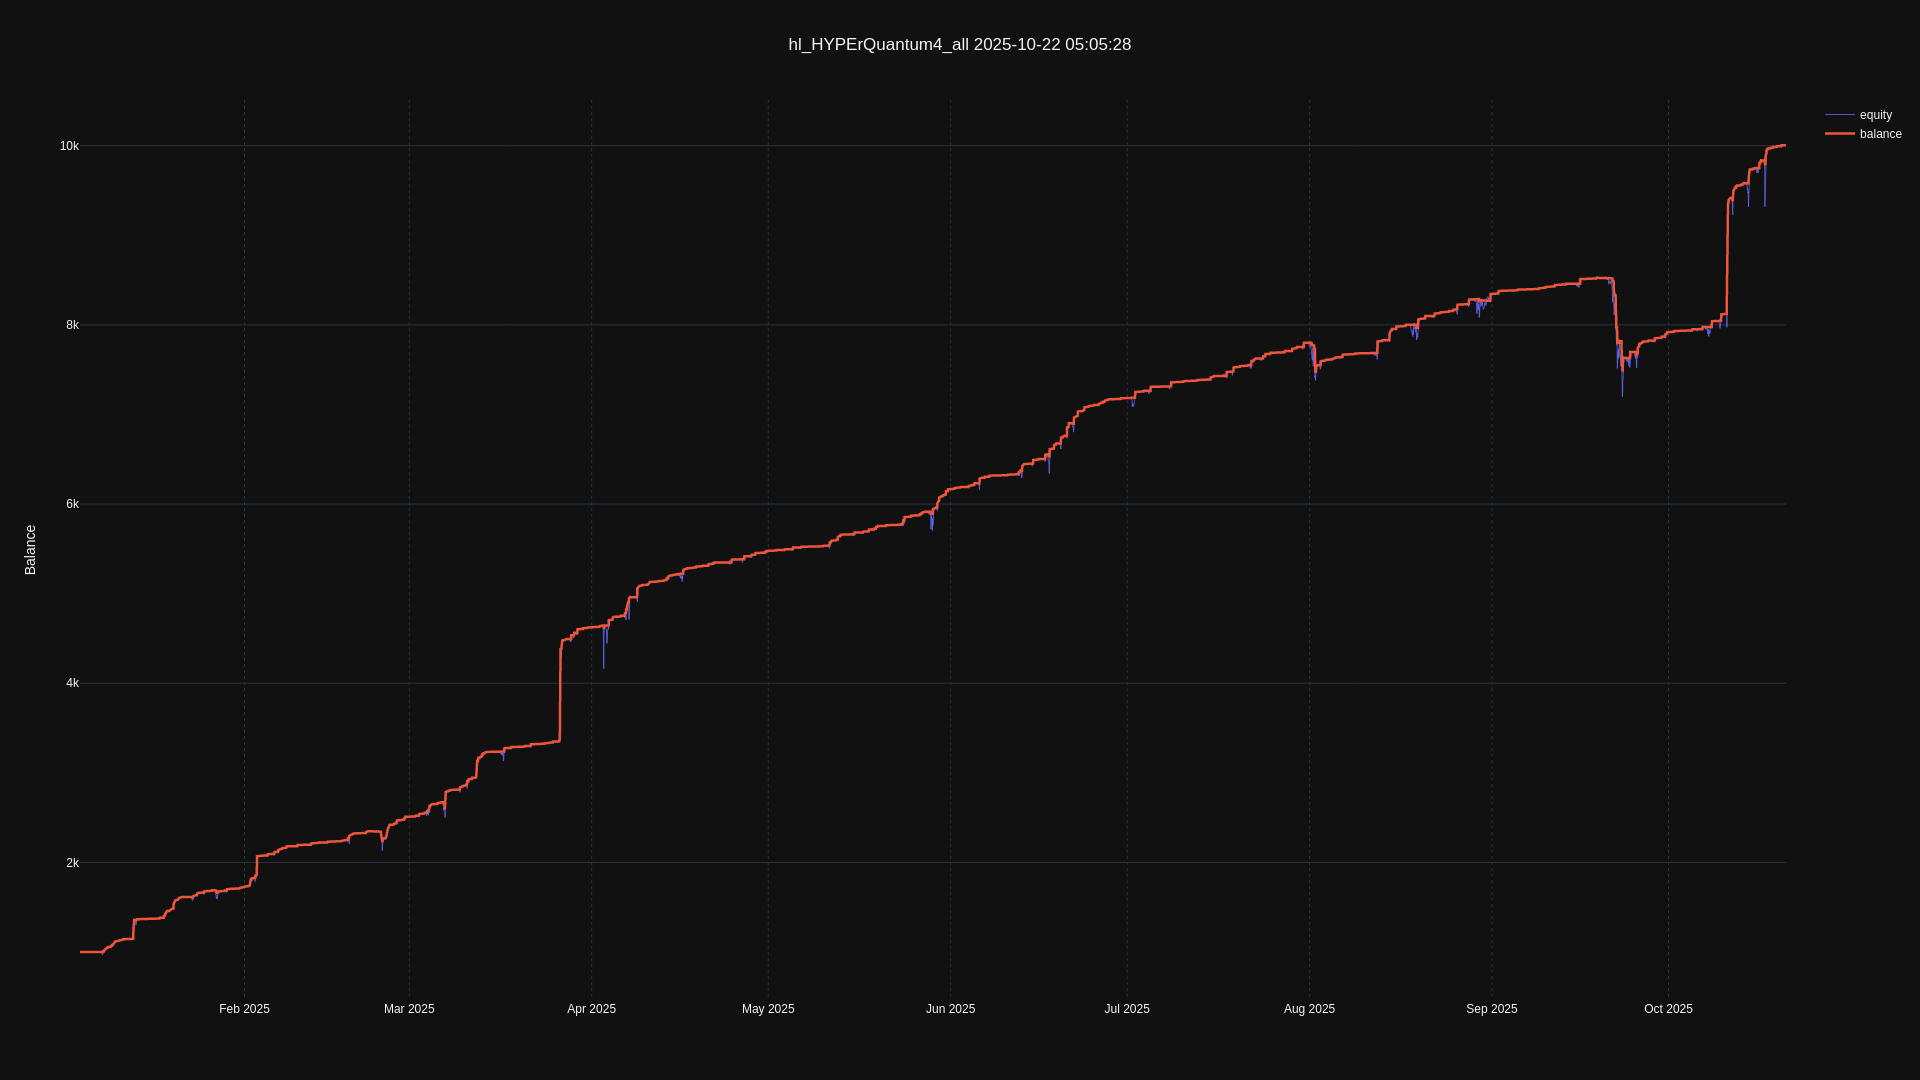 hl_HYPErQuantum4_all 2025-10-22 05:05:28
equity
balance
10k
8k
6k
4k
2k
Balance
Feb 2025
Mar 2025
Apr 2025
May 2025
Jun 2025
Jul 2025
Aug 2025
Sep 2025
Oct 2025